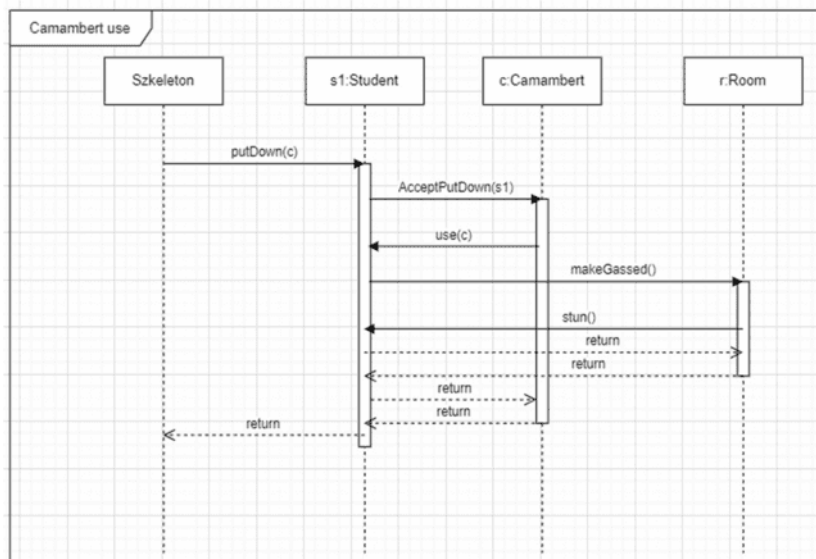 Camambert use
Szkeleton
s1:Student
c:Camambert
r:Room
putDown(c)
AcceptPutDown(s1)
use(c)
makeGassed()
stun()
return
return
return
return
return